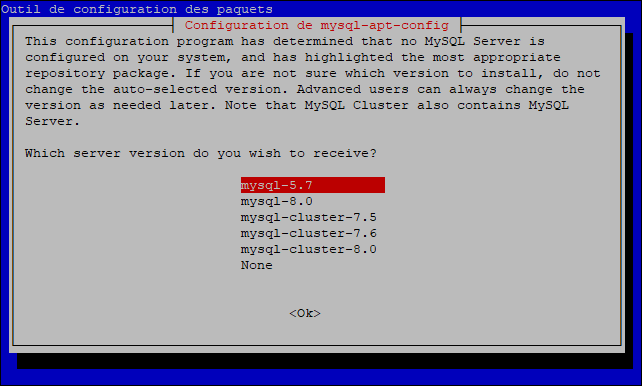 Outil de configuration des paquets
Configuration de mysql-apt-config
This configuration program has determined that no MySQL Server is
configured on your system, and has highlighted the most appropriate
repository package. If you are not sure which version to install, do not
change the auto-selected version. Advanced users can always change the
version as needed later. Note that MySQL Cluster also contains MySQL
Server.
Which server version do you wish to receive?
mysql-5.7
mysql-8.0
mysql-cluster-7.5
mysql-cluster-7.6
mysql-cluster-8.0
None
<Ok>